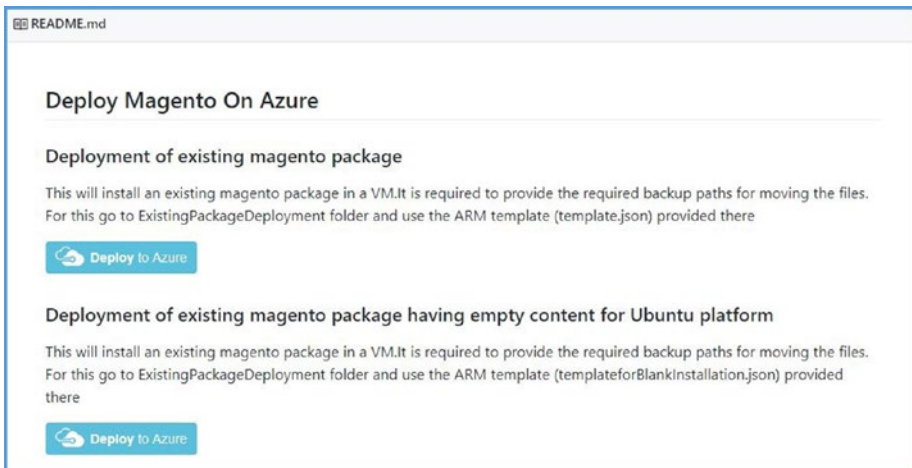 README.md
Deploy Magento On Azure
Deployment of existing magento package
This will install an existing magento package in a VM.It is required to provide the required backup paths for moving the files.
For this go to ExistingPackageDeployment folder and use the ARM template (template.json) provided there
Deploy to Azure
Deployment of existing magento package having empty content for Ubuntu platform
This will install an existing magento package in a VM.It is required to provide the required backup paths for moving the files.
For this go to ExistingPackageDeployment folder and use the ARM template (templateforBlankInstallation.json) provided
there
Deploy to Azure